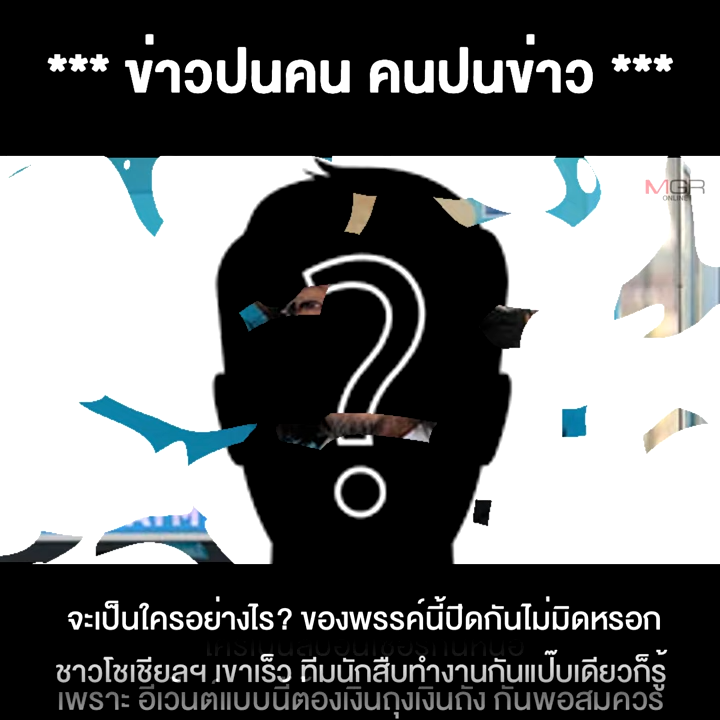 *** ข่าวปนคน คนปนข่าว ***
MGR
ONLINE
จะเป็นใครอย่างไร? ของพรรค์นี้ปิดกันไม่มิดหรอก
ชาวโซเชียลฯ เขาเร็ว ทีมนักสืบทำงานกันแป๊บเดียวก็รู้
เพราะ อีเวนต์แบบนี้ต้องเงินถุงเงินถัง กันพอสมควร